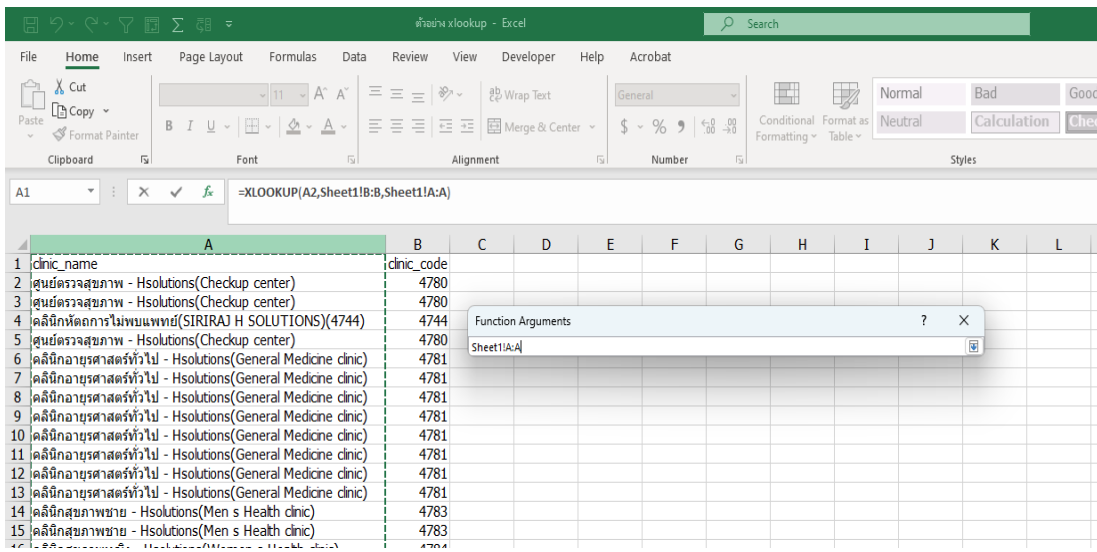 ตัวอย่าง xlookup - Excel
Search
File Home Insert Page Layout Formulas Data Review View Developer Help Acrobat
Paste
Cut
Copy
Format Painter
Clipboard
11
A^ A˅
B I U A
Font
ab Wrap Text
Merge & Center
Alignment
General
$ % 9 .00
Number
Conditional Formatting
Format as Table
Normal Bad Good
Neutral Calculation Che
Styles
A1 fx =XLOOKUP(A2,Sheet1!B:B,Sheet1!A:A)
A B C D E F G H I J K L
1 clinic_name clinic_code
2 ศูนย์ตรวจสุขภาพ - Hsolutions(Checkup center) 4780
3 ศูนย์ตรวจสุขภาพ - Hsolutions(Checkup center) 4780
4 คลินิกหัตถการไม่พบแพทย์(SIRIRAJ H SOLUTIONS)(4744) 4744
5 ศูนย์ตรวจสุขภาพ - Hsolutions(Checkup center) 4780
6 คลินิกอายุรศาสตร์ทั่วไป - Hsolutions(General Medicine clinic) 4781
7 คลินิกอายุรศาสตร์ทั่วไป - Hsolutions(General Medicine clinic) 4781
8 คลินิกอายุรศาสตร์ทั่วไป - Hsolutions(General Medicine clinic) 4781
9 คลินิกอายุรศาสตร์ทั่วไป - Hsolutions(General Medicine clinic) 4781
10 คลินิกอายุรศาสตร์ทั่วไป - Hsolutions(General Medicine clinic) 4781
11 คลินิกอายุรศาสตร์ทั่วไป - Hsolutions(General Medicine clinic) 4781
12 คลินิกอายุรศาสตร์ทั่วไป - Hsolutions(General Medicine clinic) 4781
13 คลินิกอายุรศาสตร์ทั่วไป - Hsolutions(General Medicine clinic) 4781
14 คลินิกสุขภาพชาย - Hsolutions(Men s Health clinic) 4783
15 คลินิกสุขภาพชาย - Hsolutions(Men s Health clinic) 4783
Function Arguments ?
Sheet1!A:A